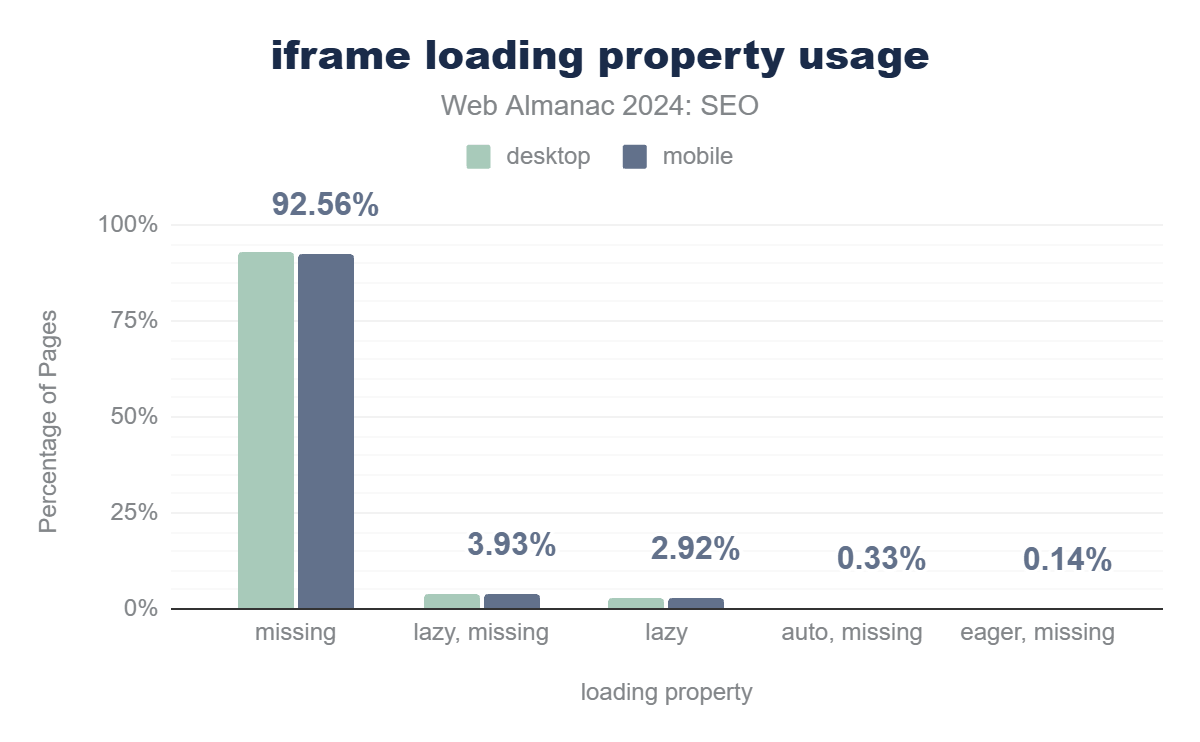 iframe loading property usage
Web Almanac 2024: SEO
desktop mobile
92.56%
100%
75%
50%
25%
0%
Percentage of Pages
3.93% 2.92% 0.33% 0.14%
missing lazy, missing lazy auto, missing eager, missing
loading property